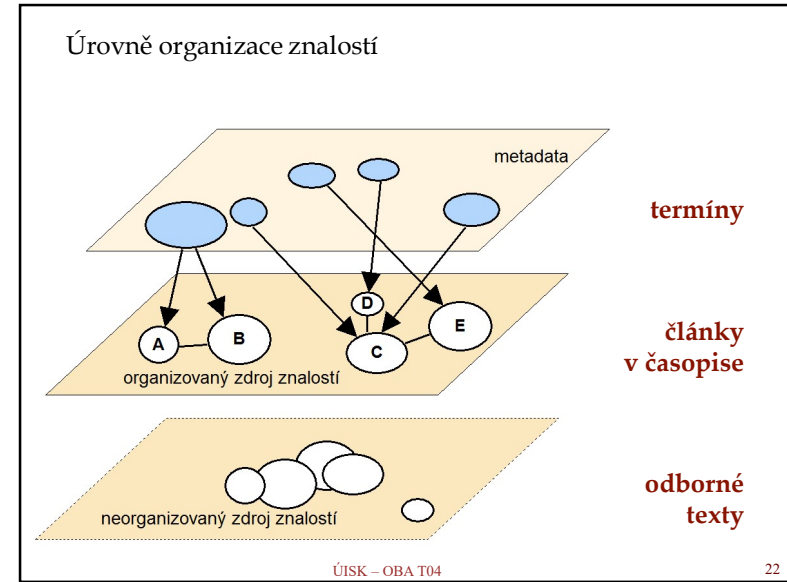 Úrovně organizace znalostí
metadata
termíny
D
E
A
B
C
články
v časopise
organizovaný zdroj znalostí
odborné
texty
neorganizovaný zdroj znalostí
ÚISK – OBA T04
22